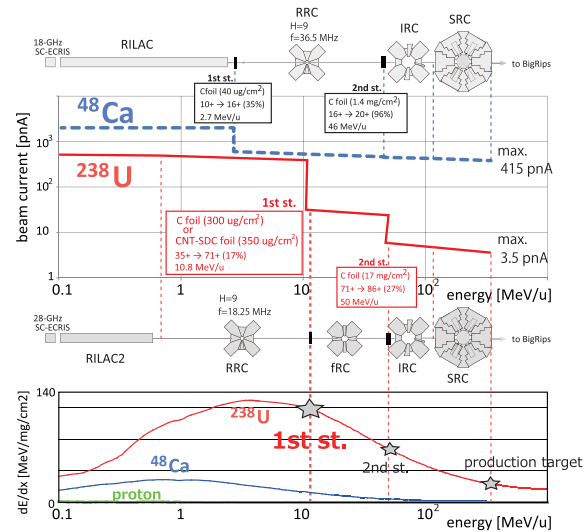 RRC
H=9
f=36.5 MHz
IRC
SRC
18-GHz
SC-ECRIS
RILAC
to BigRips
1st st.
Cfoil (40 ug/cm²)
10+ → 16+ (35%)
2.7 MeV/u
2nd st.
C foil (1.4 mg/cm²)
16+ → 20+ (96%)
46 MeV/u
beam current [pnA]
10³
10²
10
1
⁴⁸Ca
²³⁸U
max.
415 pnA
1st st.
C foil (300 ug/cm²)
or
CNT-SDC foil (350 ug/cm²)
35+ → 71+ (17%)
10.8 MeV/u
2nd st.
C foil (17 mg/cm²)
71+ → 86+ (27%)
50 MeV/u
max.
3.5 pnA
0.1
1
10
10²
energy [MeV/u]
H=9
f=18.25 MHz
28-GHz
SC-ECRIS
RILAC2
RRC
fRC
IRC
SRC
to BigRips
dE/dx [MeV/mg/cm2]
140
0
²³⁸U
1st st.
⁴⁸Ca
2nd st.
production target
proton
0.1
1
10
10²
energy [MeV/u]